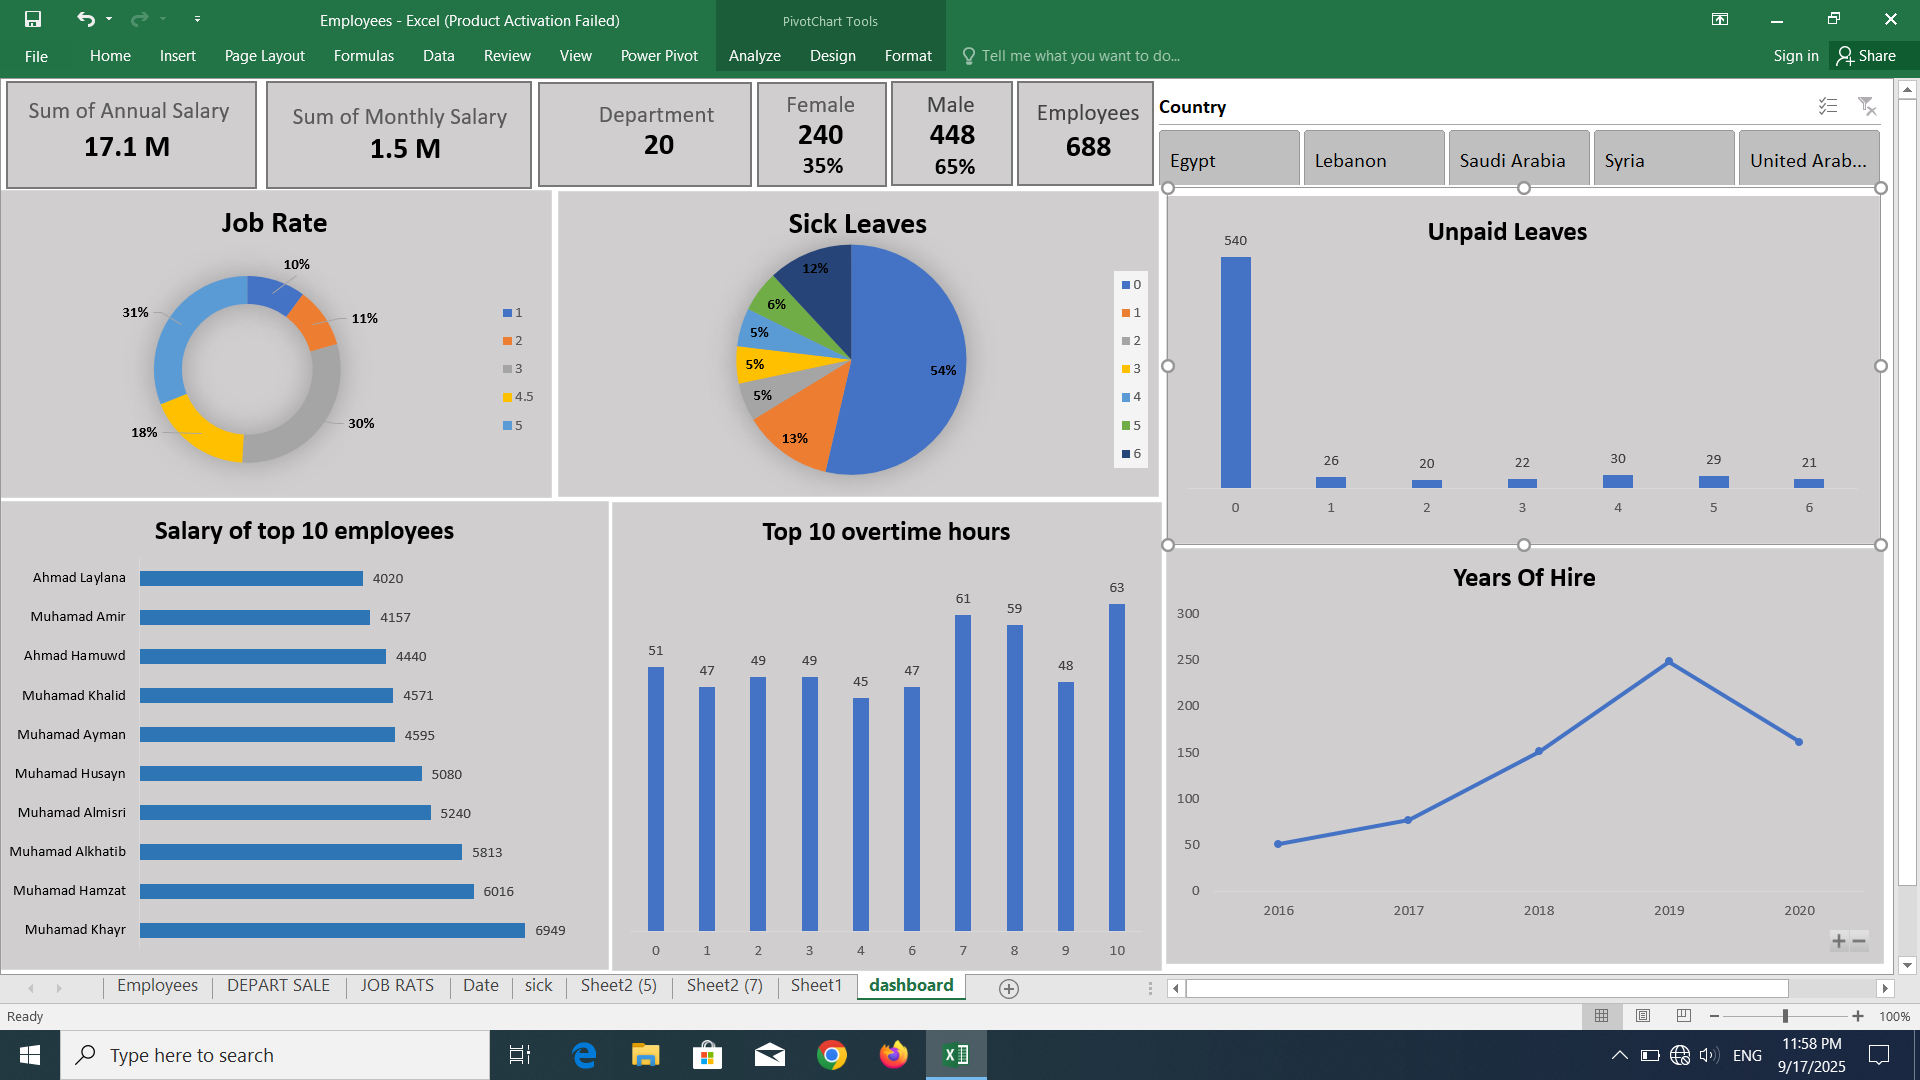 Employees - Excel (Product Activation Failed)
PivotChart Tools
File
Home
Insert
Page Layout
Formulas
Data
Review
View
Power Pivot
Analyze
Design
Format
Tell me what you want to do...
Sign in
Share
Sum of Annual Salary
17.1 M
Sum of Monthly Salary
1.5 M
Department
20
Female
240
35%
Male
448
65%
Employees
688
Country
Egypt
Lebanon
Saudi Arabia
Syria
United Arab...
Job Rate
10%
11%
30%
18%
31%
1
2
3
4.5
5
Sick Leaves
12%
6%
5%
5%
5%
13%
54%
0
1
2
3
4
5
6
Unpaid Leaves
540
26
20
22
30
29
21
0
1
2
3
4
5
6
Salary of top 10 employees
Ahmad Laylana 4020
Muhamad Amir 4157
Ahmad Hamuwd 4440
Muhamad Khalid 4571
Muhamad Ayman 4595
Muhamad Husayn 5080
Muhamad Almisri 5240
Muhamad Alkhatib 5813
Muhamad Hamzat 6016
Muhamad Khayr 6949
Top 10 overtime hours
51
47
49
49
45
47
61
59
48
63
0
1
2
3
4
6
7
8
9
10
Years Of Hire
300
250
200
150
100
50
0
2016
2017
2018
2019
2020
Employees
DEPART SALE
JOB RATS
Date
sick
Sheet2 (5)
Sheet2 (7)
Sheet1
dashboard
Ready
100%
Type here to search
ENG
11:58 PM
9/17/2025